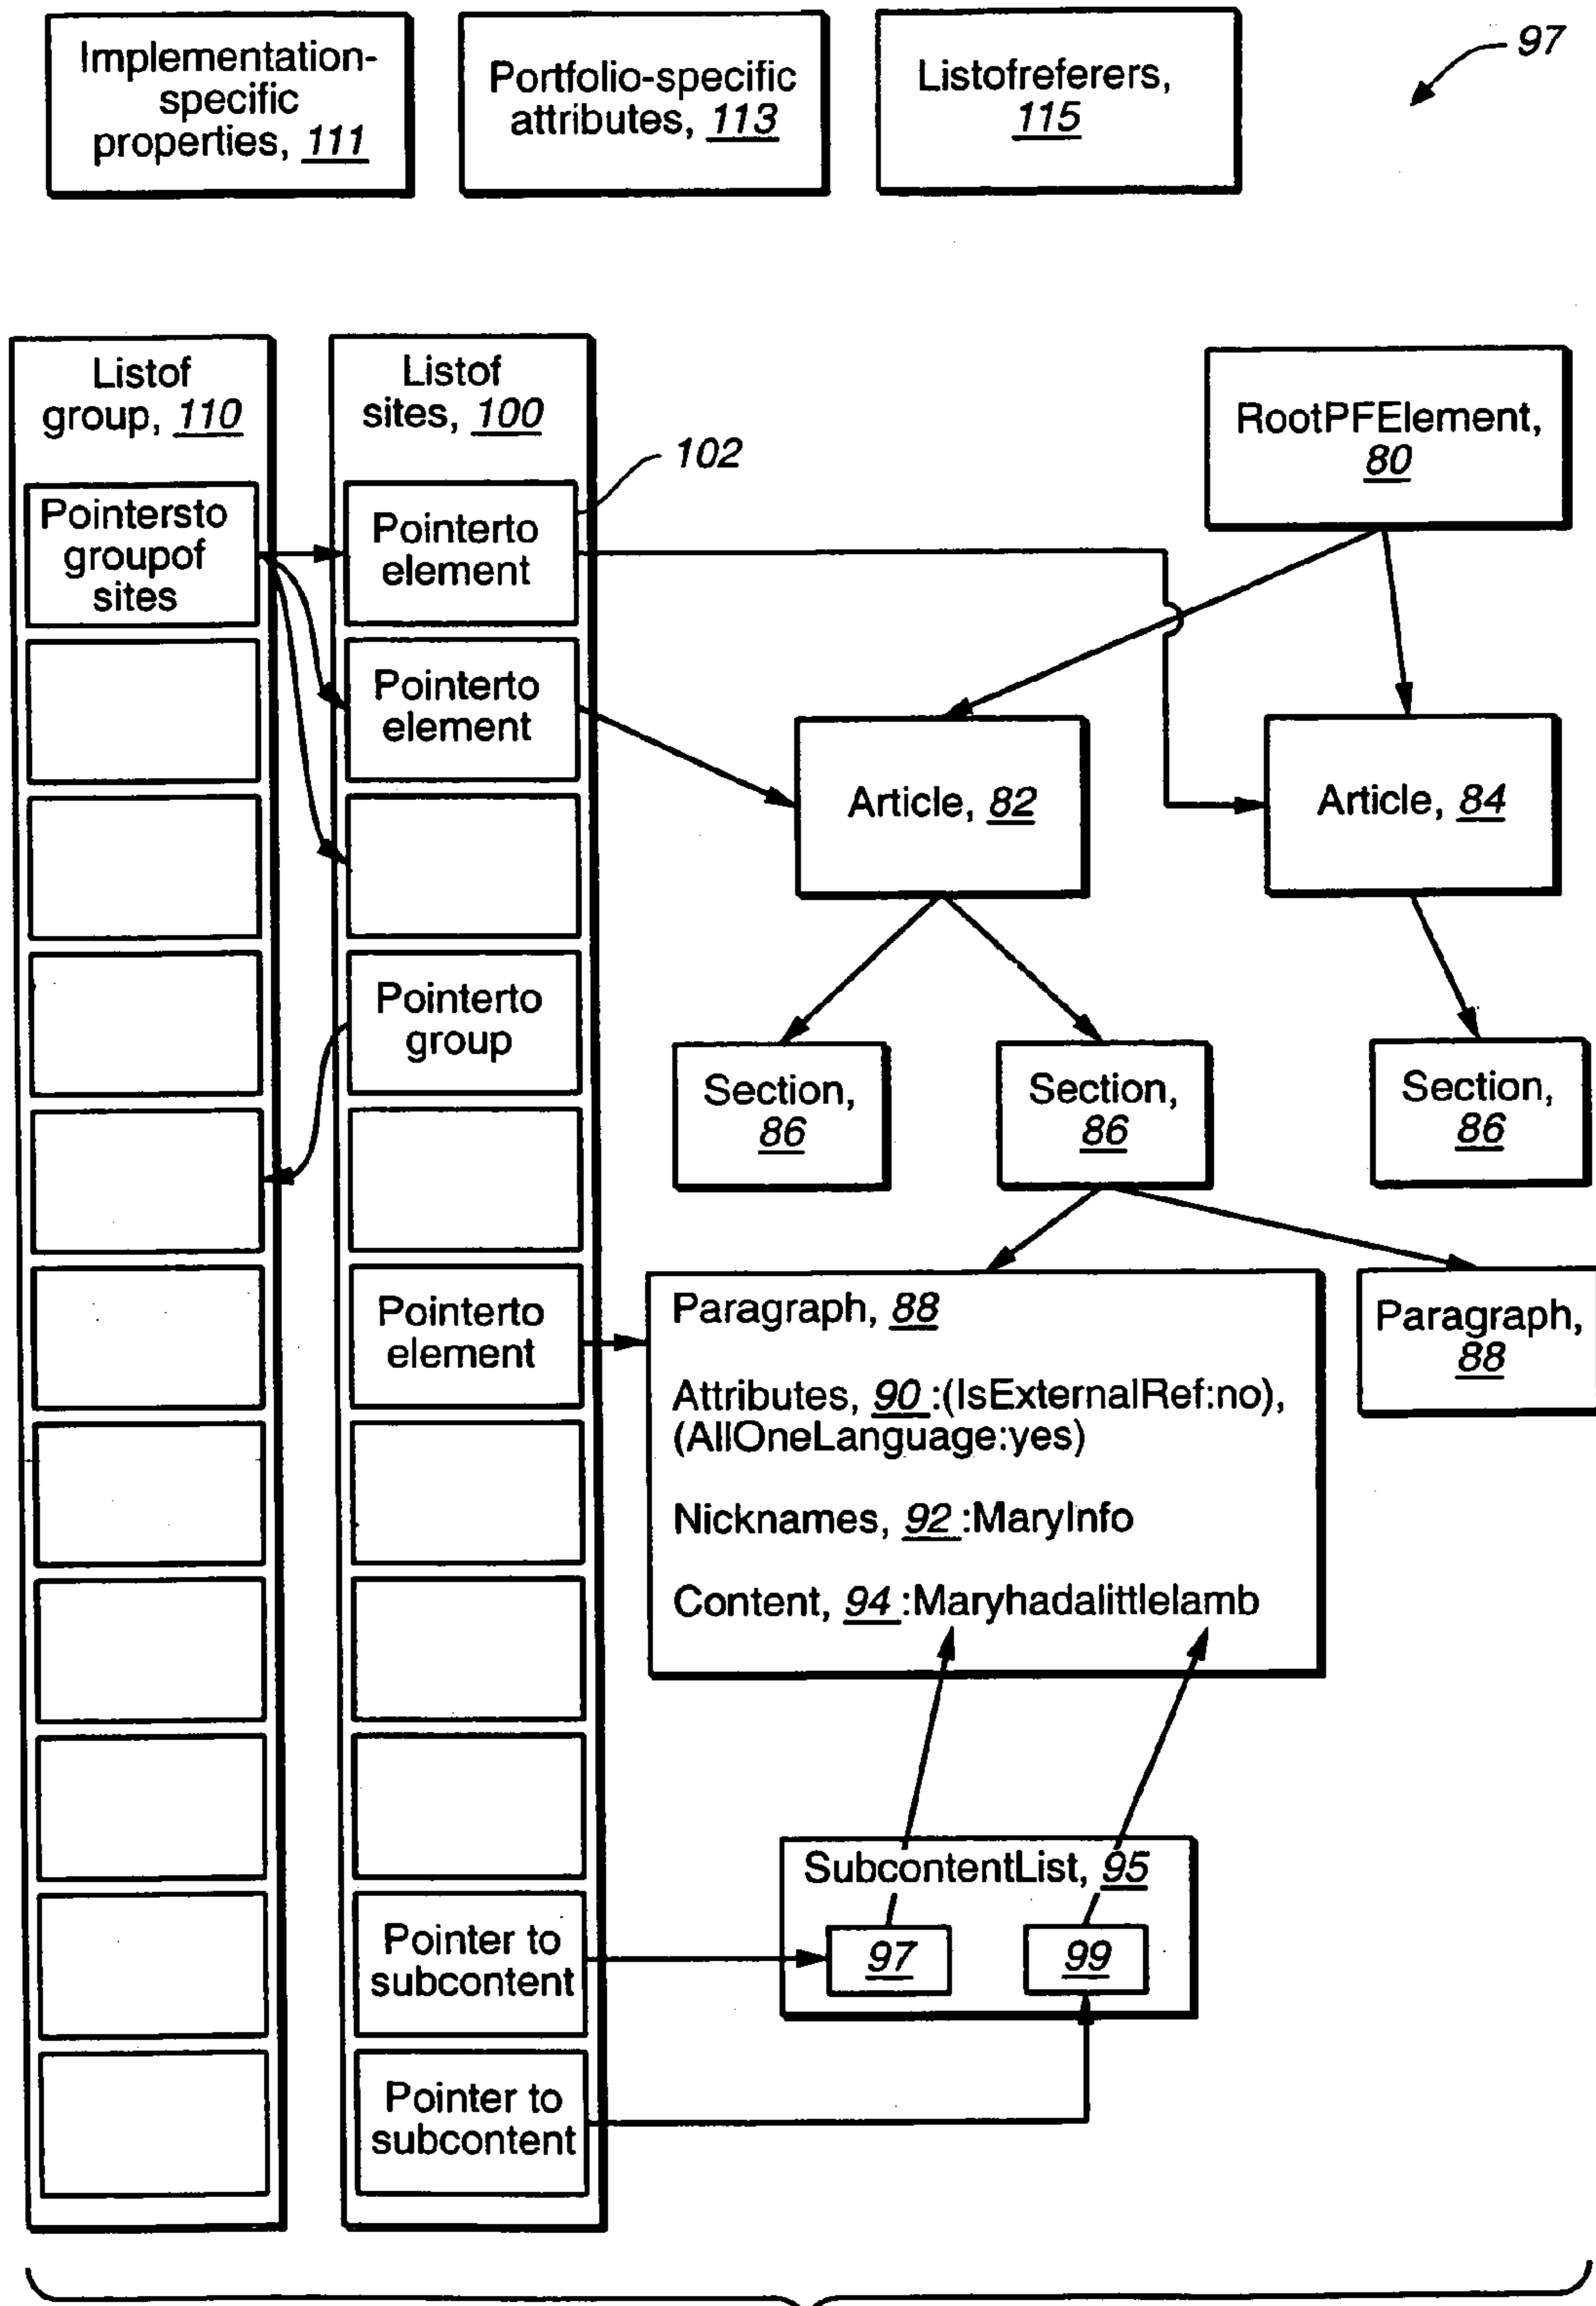 Implementation-
specific
properties, 111
Portfolio-specific
attributes, 113
Listofreferers,
115
97
Listof
group, 110
Listof
sites, 100
102
RootPFElement,
80
Pointersto
groupof
sites
Pointerto
element
Pointerto
element
Article, 82
Article, 84
Pointerto
group
Section,
86
Section,
86
Section,
86
Pointerto
element
Paragraph, 88
Attributes, 90 :(IsExternalRef:no),
(AllOneLanguage:yes)
Nicknames, 92 :MaryInfo
Content, 94 :Maryhadalittlelamb
Paragraph,
88
SubcontentList, 95
97
99
Pointer to
subcontent
Pointer to
subcontent